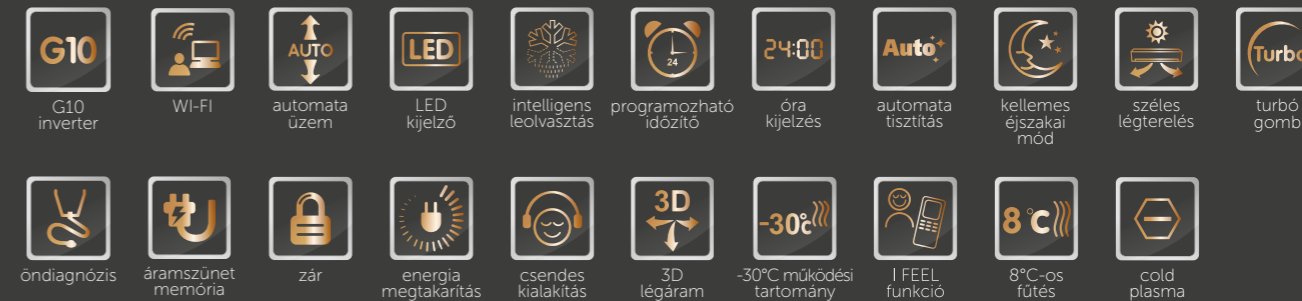 G10
AUTO
LED
24
24:00
Auto
Turbo
G10
inverter
WI-FI
automata
üzem
LED
kijelző
intelligens
leolvasztás
programozható
időzítő
óra
kijelzés
automata
tisztítás
kellemes
éjszakai
mód
széles
légterelés
turbó
gomb
3D
-30°c
8°C
öndiagnózis
áramszünet
memória
zár
energia
megtakarítás
csendes
kialakítás
3D
légáram
-30°C működési
tartomány
I FEEL
funkció
8°C-os
fűtés
cold
plasma